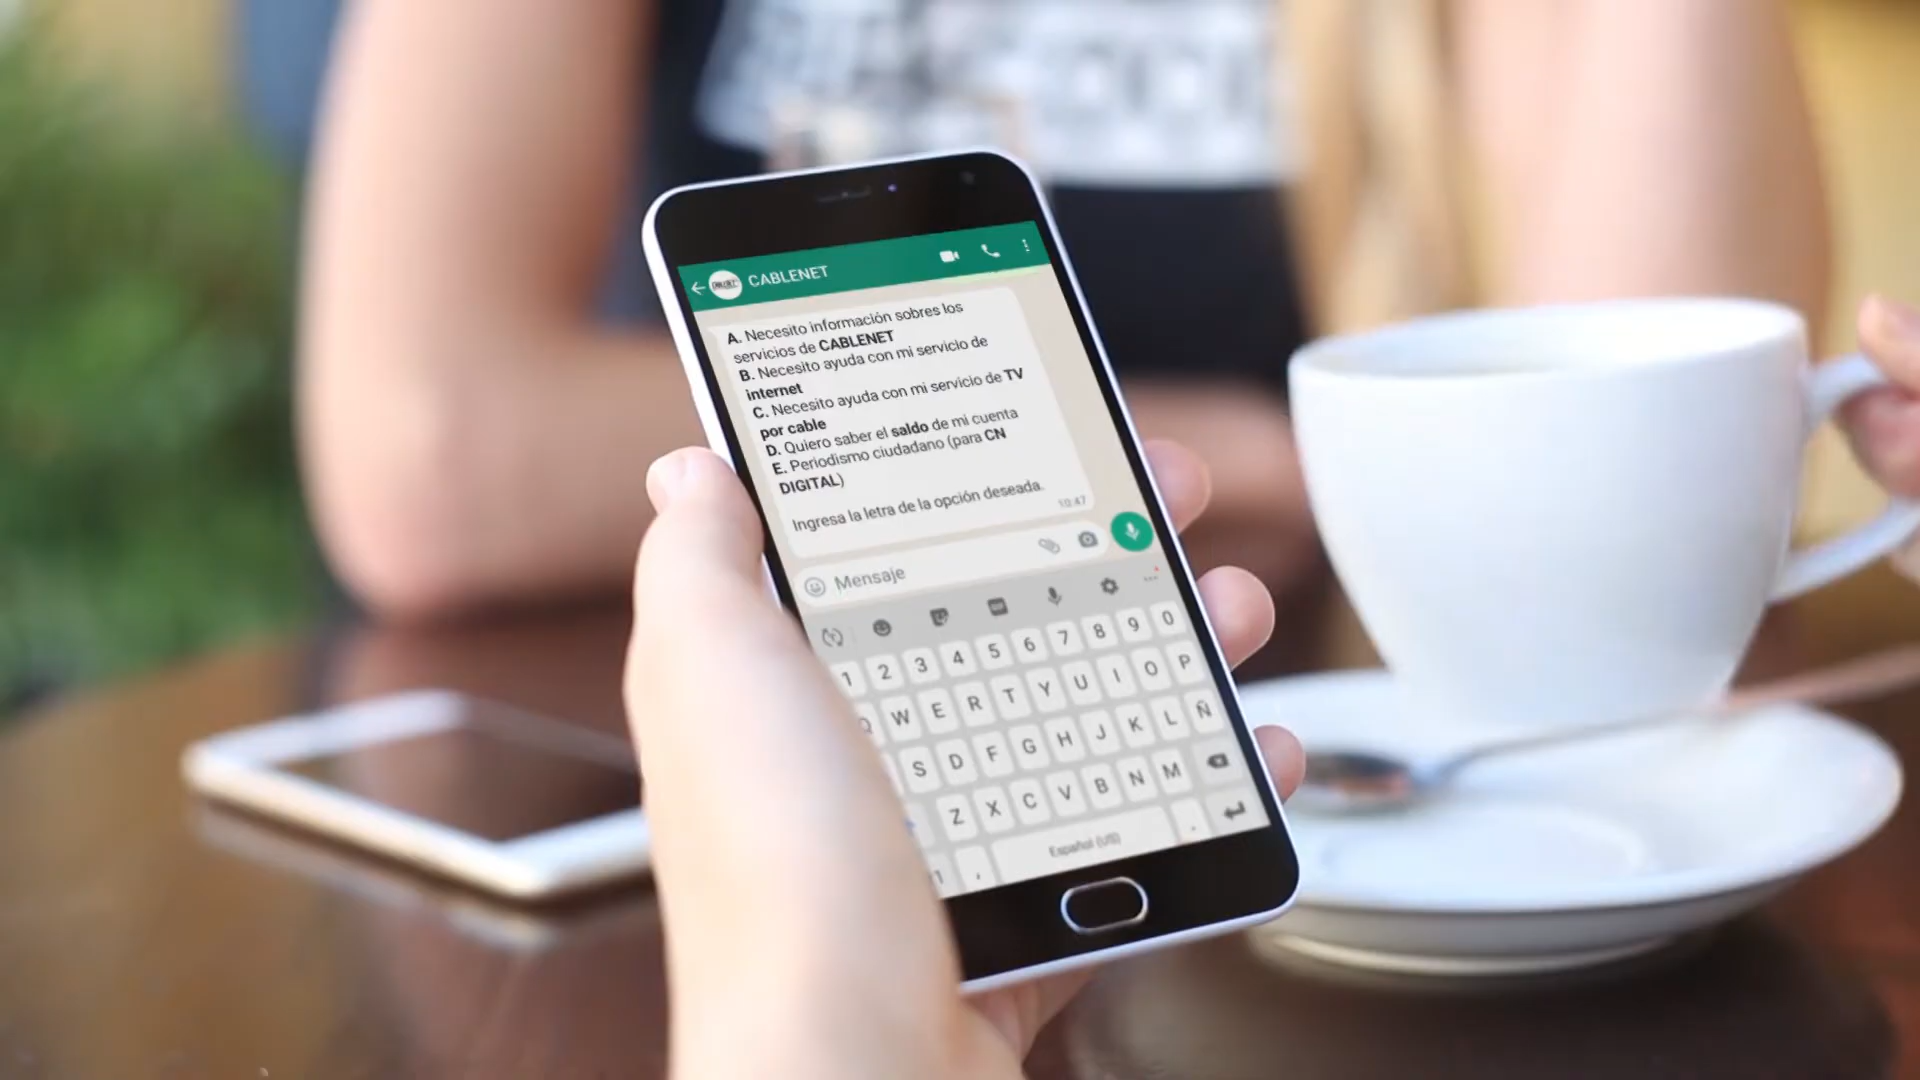 CABLENET
A. Necesito información sobres los
servicios de CABLENET
B. Necesito ayuda con mi servicio de
internet
C. Necesito ayuda con mi servicio de TV
por cable
D. Quiero saber el saldo de mi cuenta
E. Periodismo ciudadano (para CN
DIGITAL)
Ingresa la letra de la opción deseada.
10:47
Mensaje
1 2 3 4 5 6 7 8 9 0
Q W E R T Y U I O P
S D F G H J K L Ñ
Z X C V B N M
, Español (US) .